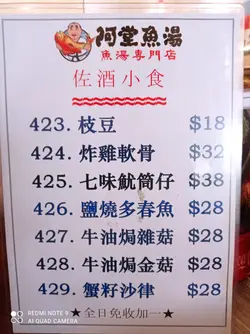 阿堂魚湯
魚湯專門店
佐酒小食
423. 枝豆 $18
424. 炸雞軟骨 $32
425. 七味魷筒仔 $38
426. 鹽燒多春魚 $28
427. 牛油焗雜菇 $28
428. 牛油焗金菇 $28
429. 蟹籽沙律 $28
★全日免收加一★
REDMI NOTE 9
AI QUAD CAMERA